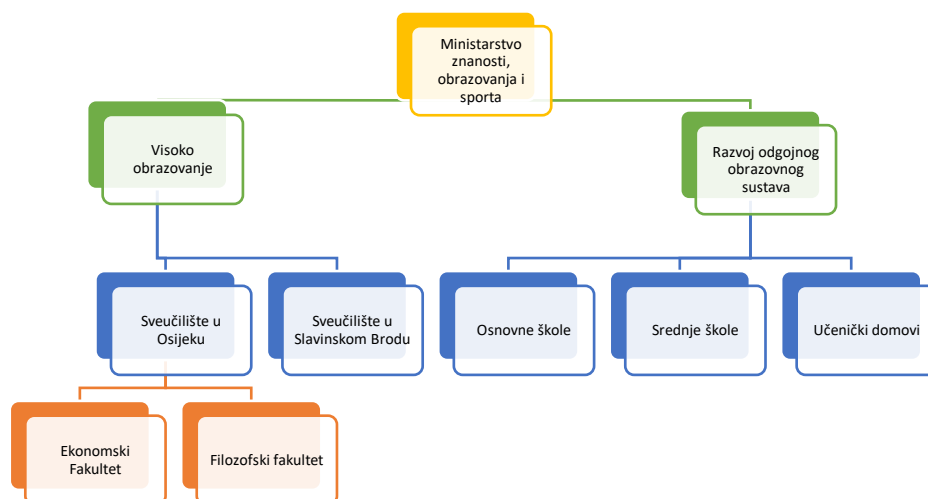 Ministarstvo
znanosti,
obrazovanja i
sporta
Visoko
obrazovanje
Razvoj odgojnog
obrazovnog
sustava
Sveučilište u
Osijeku
Sveučilište u
Slavinskom Brodu
Osnovne škole
Srednje škole
Učenički domovi
Ekonomski
Fakultet
Filozofski fakultet